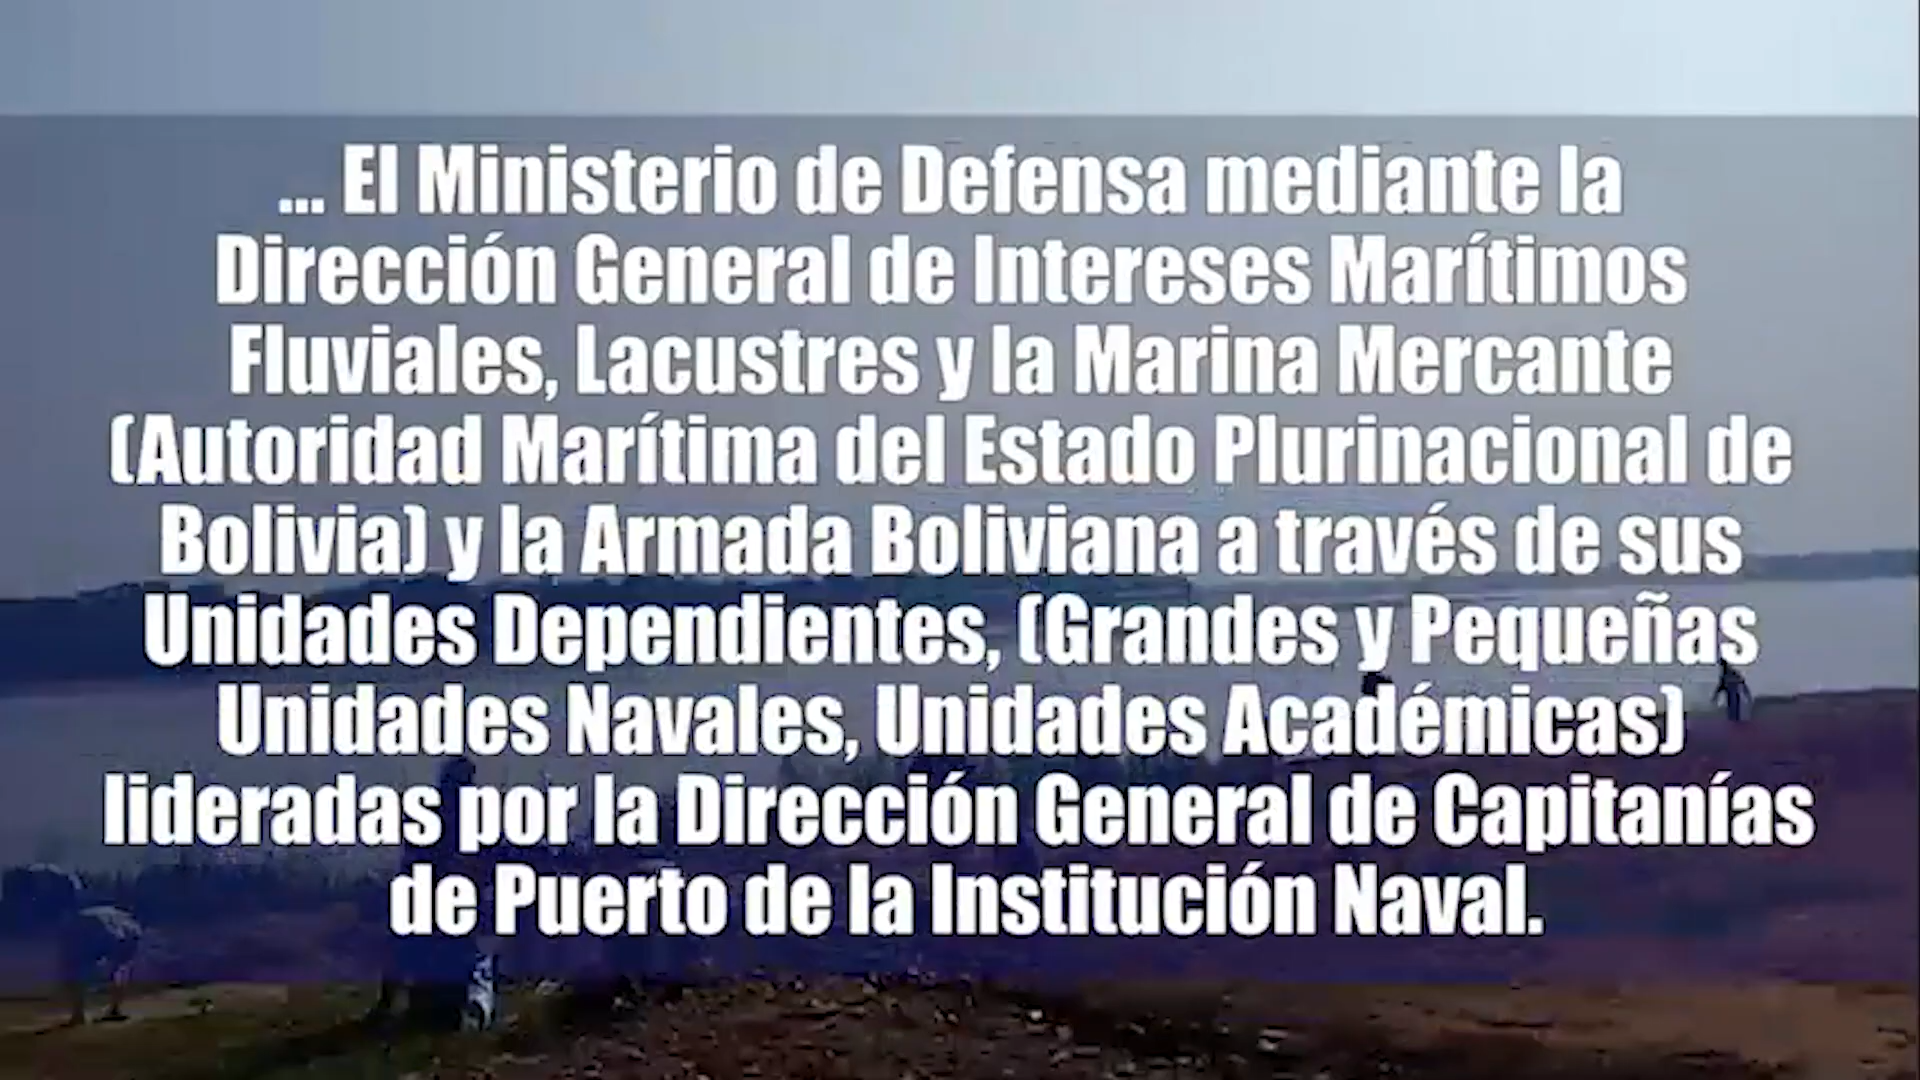 ... El Ministerio de Defensa mediante la
Dirección General de Intereses Marítimos
Fluviales, Lacustres y la Marina Mercante
(Autoridad Marítima del Estado Plurinacional de
Bolivia) y la Armada Boliviana a través de sus
Unidades Dependientes, (Grandes y Pequeñas
Unidades Navales, Unidades Académicas)
lideradas por la Dirección General de Capitanías
de Puerto de la Institución Naval.